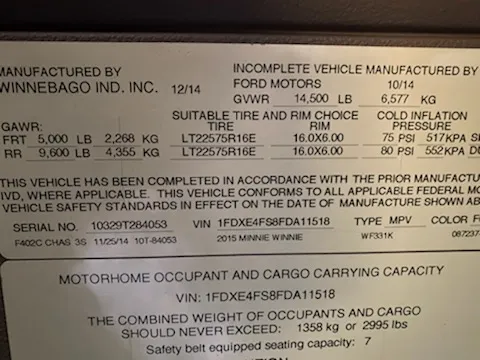 MANUFACTURED BY
WINNEBAGO IND. INC. 12/14
INCOMPLETE VEHICLE MANUFACTURED BY
FORD MOTORS 10/14
GVWR 14,500 LB 6,577 KG
SUITABLE TIRE AND RIM CHOICE COLD INFLATION
GAWR: TIRE RIM PRESSURE
FRT 5,000 LB 2,268 KG LT22575R16E 16.0X6.00 75 PSI 517KPA
RR 9,600 LB 4,355 KG LT22575R16E 16.0X6.00 80 PSI 552KPA
THIS VEHICLE HAS BEEN COMPLETED IN ACCORDANCE WITH THE PRIOR MANUFACTU
IVD, WHERE APPLICABLE. THIS VEHICLE CONFORMS TO ALL APPLICABLE FEDERAL MO
VEHICLE SAFETY STANDARDS IN EFFECT ON THE DATE OF MANUFACTURE SHOWN AB
SERIAL NO. 10329T284053 VIN 1FDXE4FS8FDA11518 TYPE MPV COLOR
F402C CHAS 3S 11/25/14 10T-84053 2015 MINNIE WINNIE WF331K 087237
MOTORHOME OCCUPANT AND CARGO CARRYING CAPACITY
VIN: 1FDXE4FS8FDA11518
THE COMBINED WEIGHT OF OCCUPANTS AND CARGO
SHOULD NEVER EXCEED: 1358 kg or 2995 lbs
Safety belt equipped seating capacity: 7